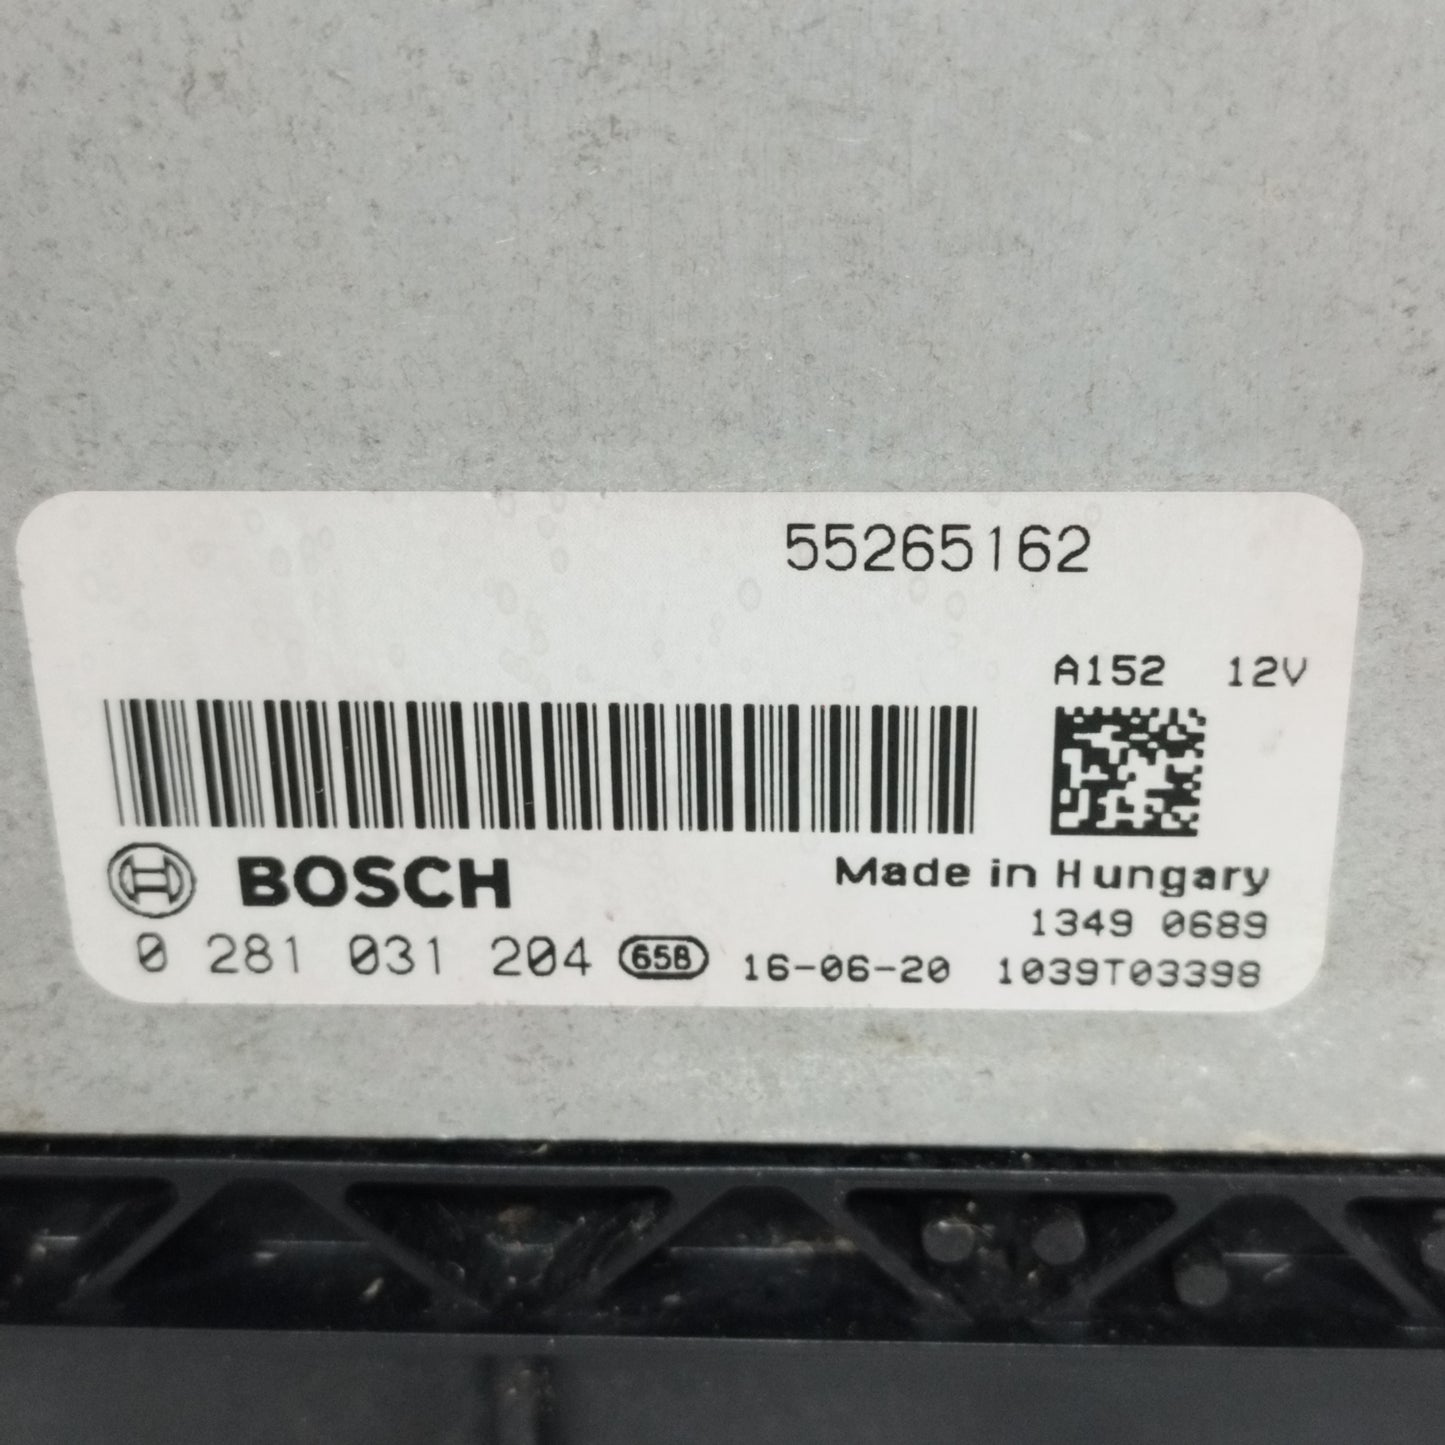 55265162
A152 12V
BOSCH Made in Hungary
1349 0689
0 281 031 204 658 16-06-20 1039T03398